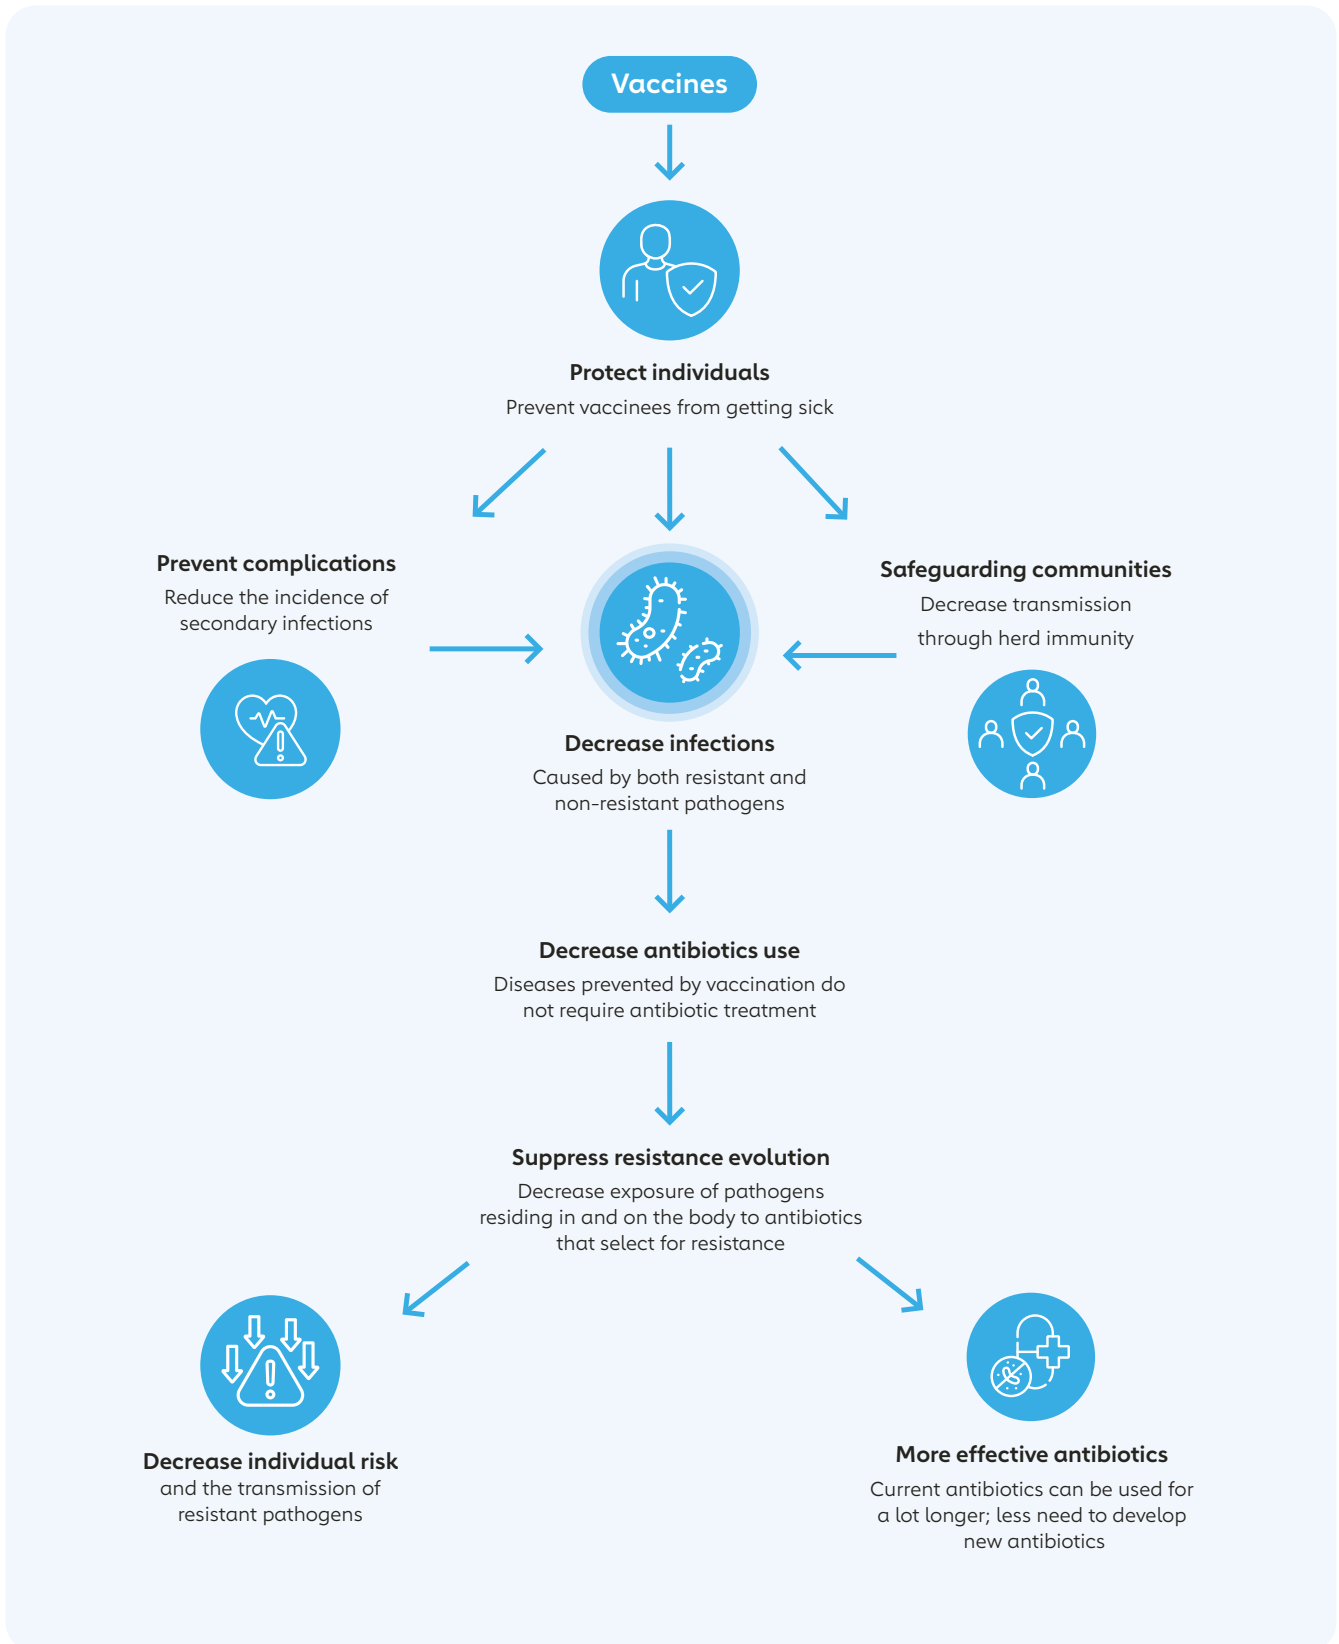 Vaccines
Protect individuals
Prevent vaccinees from getting sick
Prevent complications
Reduce the incidence of
secondary infections
Safeguarding communities
Decrease transmission
through herd immunity
Decrease infections
Caused by both resistant and
non-resistant pathogens
Decrease antibiotics use
Diseases prevented by vaccination do
not require antibiotic treatment
Suppress resistance evolution
Decrease exposure of pathogens
residing in and on the body to antibiotics
that select for resistance
Decrease individual risk
and the transmission of
resistant pathogens
More effective antibiotics
Current antibiotics can be used for
a lot longer; less need to develop
new antibiotics